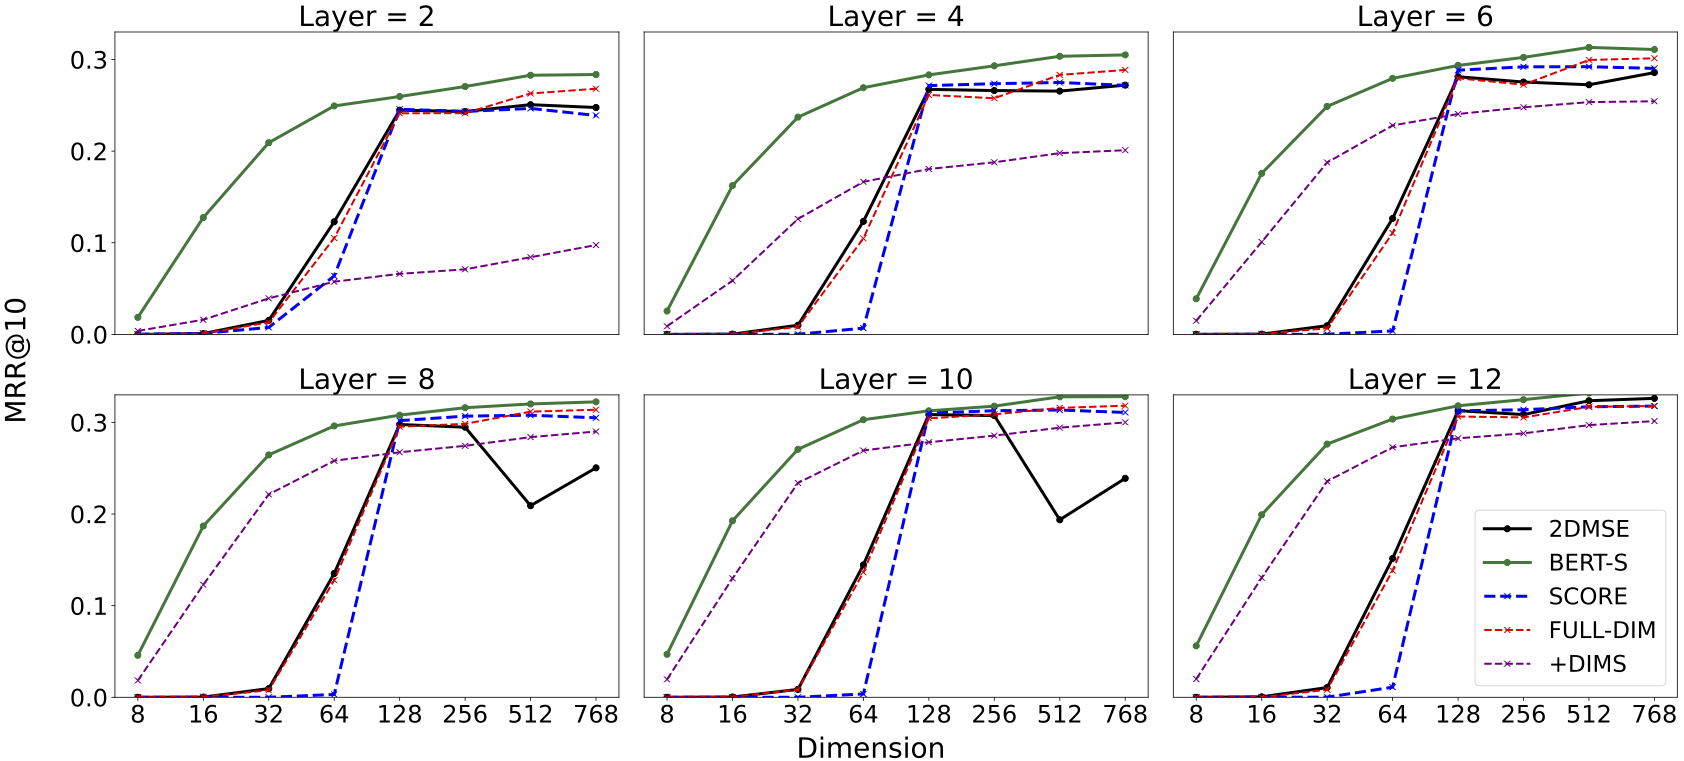 Layer = 2
Layer = 4
Layer = 6
0.3
0.2
0.1
0.0
MRR@10
Layer = 8
Layer = 10
Layer = 12
0.3
0.2
0.1
0.0
2DMSE
BERT-S
SCORE
FULL-DIM
+DIMS
8 16 32 64 128 256 512 768
8 16 32 64 128 256 512 768
8 16 32 64 128 256 512 768
Dimension